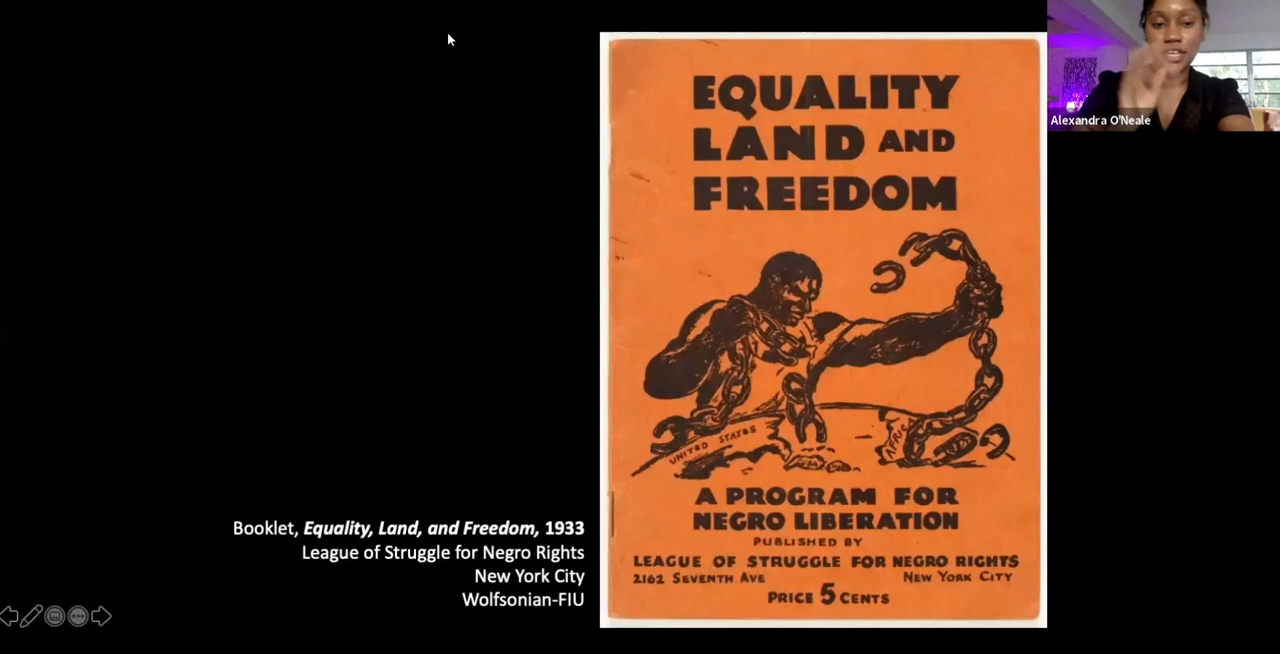 Alexandra O'Neale
EQUALITY
LAND AND
FREEDOM
UNITED STATES
CUBA
AFRICA
A PROGRAM FOR
NEGRO LIBERATION
PUBLISHED BY
LEAGUE OF STRUGGLE FOR NEGRO RIGHTS
2162 SEVENTH AVE NEW YORK CITY
PRICE 5 CENTS
Booklet, Equality, Land, and Freedom, 1933
League of Struggle for Negro Rights
New York City
Wolfsonian-FIU